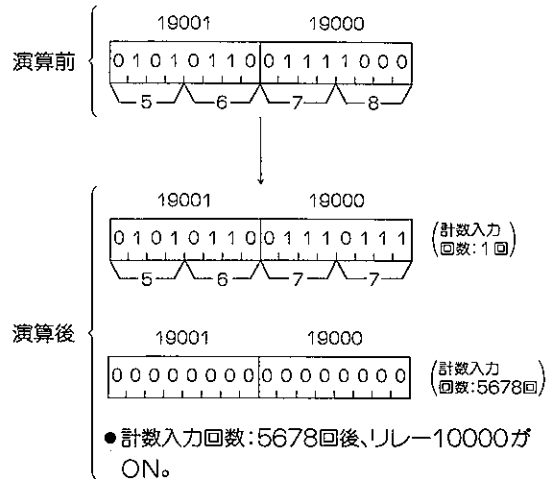 19001 19000
演算前
0 1 0 1 0 1 1 0 0 1 1 1 1 0 0 0
5 6 7 8
19001 19000
0 1 0 1 0 1 1 0 0 1 1 1 0 1 1 1
(計数入力
回数:1回)
5 6 7 7
演算後
19001 19000
0 0 0 0 0 0 0 0 0 0 0 0 0 0 0 0
(計数入力
回数:5678回)
●計数入力回数:5678回後、リレー10000が
ON。